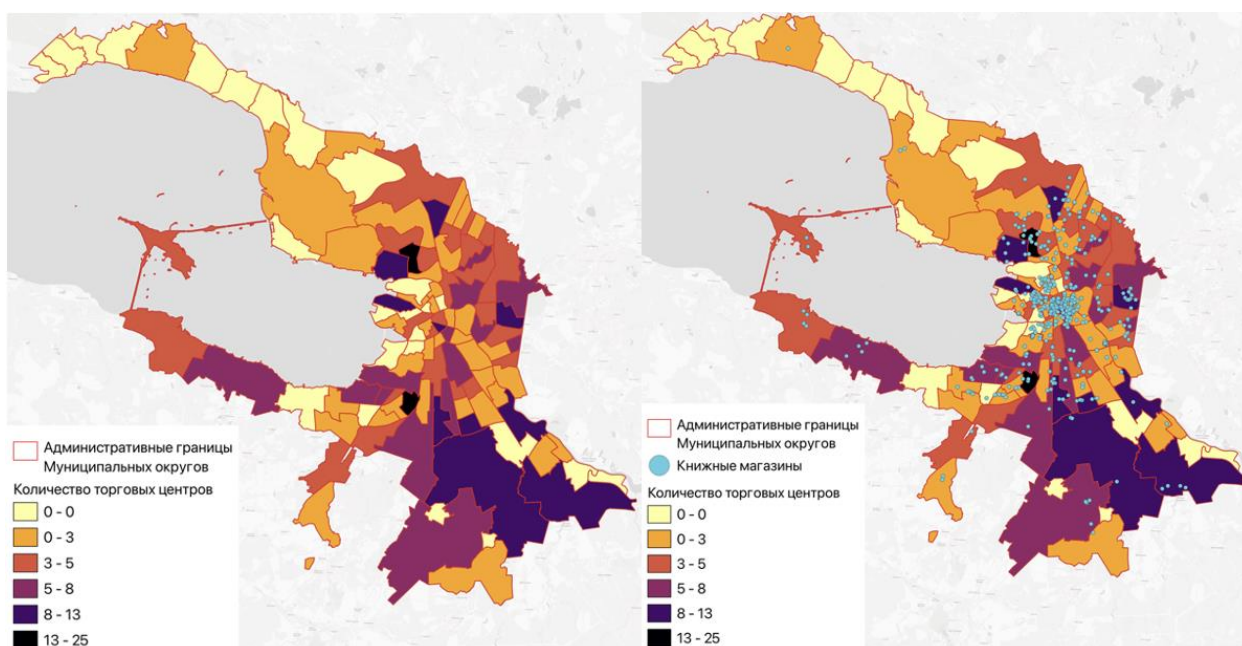 Административные границы
Муниципальных округов
Количество торговых центров
0 - 0
0 - 3
3 - 5
5 - 8
8 - 13
13 - 25
Административные границы
Муниципальных округов
Книжные магазины
Количество торговых центров
0 - 0
0 - 3
3 - 5
5 - 8
8 - 13
13 - 25